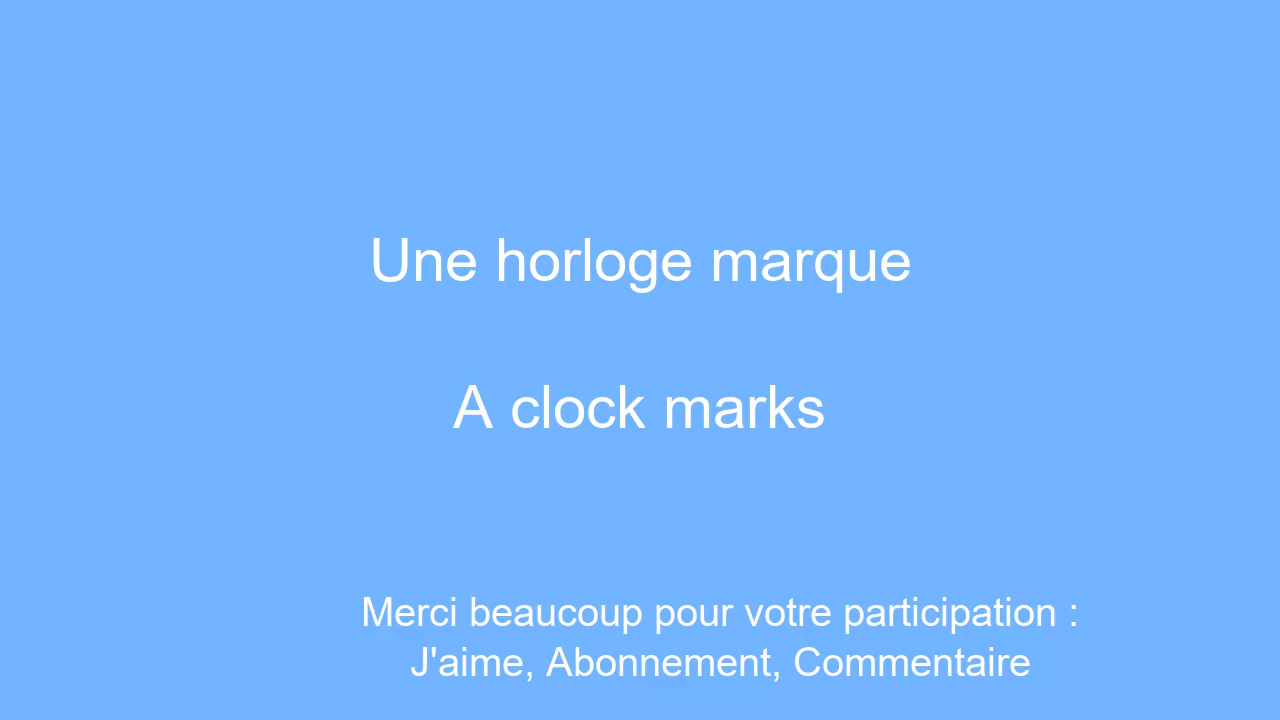 Une horloge marque
A clock marks
Merci beaucoup pour votre participation :
J'aime, Abonnement, Commentaire